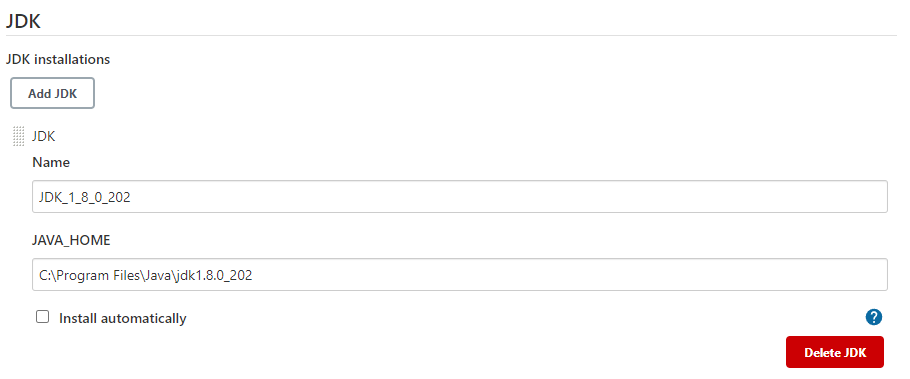 JDK
JDK installations
Add JDK
JDK
Name
JDK_1_8_0_202
JAVA_HOME
C:\Program Files\Java\jdk1.8.0_202
Install automatically
?
Delete JDK